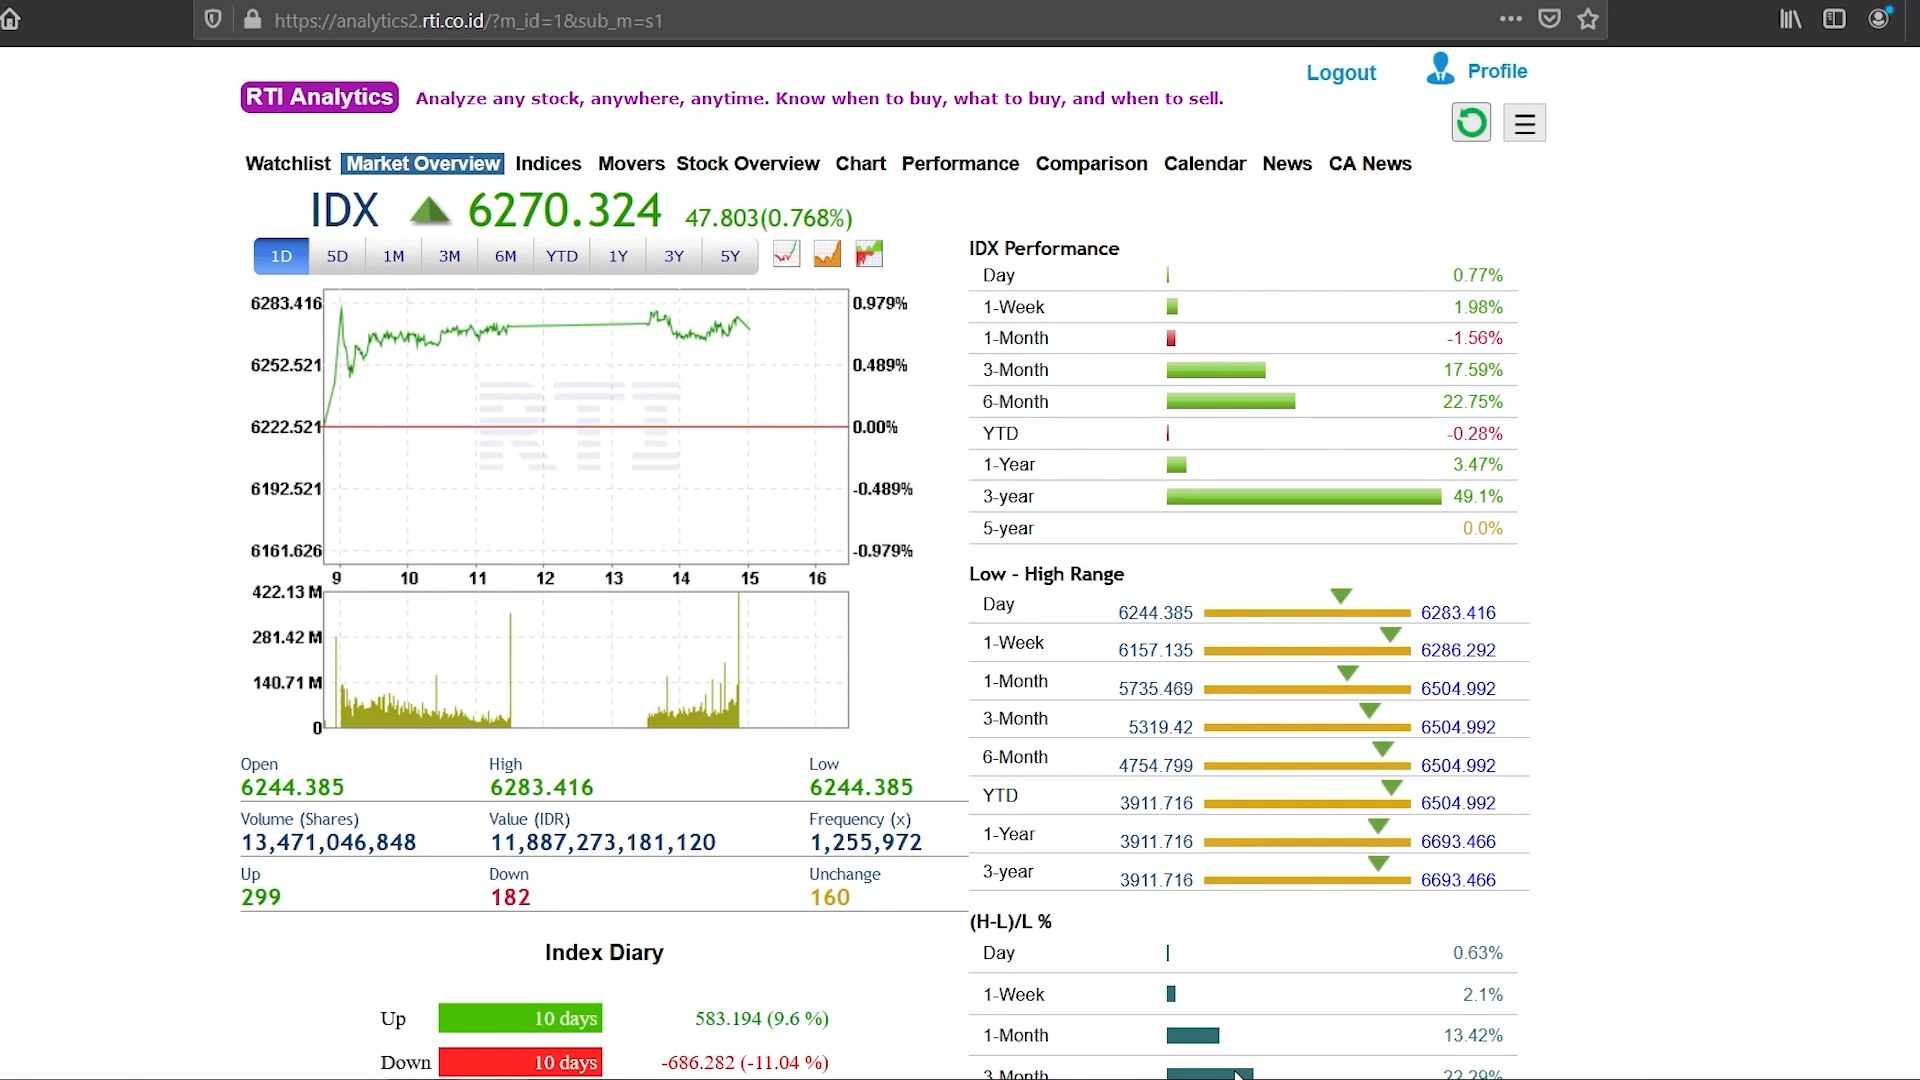 https://analytics2.rti.co.id/?m_id=1&sub_m=s1
Logout Profile
RTI Analytics Analyze any stock, anywhere, anytime. Know when to buy, what to buy, and when to sell.
Watchlist Market Overview Indices Movers Stock Overview Chart Performance Comparison Calendar News CA News
IDX 6270.324 47.803(0.768%)
1D 5D 1M 3M 6M YTD 1Y 3Y 5Y
6283.416 0.979%
6252.521 0.489%
6222.521 0.00%
6192.521 -0.489%
6161.626 -0.979%
RTI
9 10 11 12 13 14 15 16
422.13 M
281.42 M
140.71 M
0
Open High Low
6244.385 6283.416 6244.385
Volume (Shares) Value (IDR) Frequency (x)
13,471,046,848 11,887,273,181,120 1,255,972
Up Down Unchange
299 182 160
Index Diary
Up 10 days 583.194 (9.6 %)
Down 10 days -686.282 (-11.04 %)
IDX Performance
Day 0.77%
1-Week 1.98%
1-Month -1.56%
3-Month 17.59%
6-Month 22.75%
YTD -0.28%
1-Year 3.47%
3-year 49.1%
5-year 0.0%
Low - High Range
Day 6244.385 6283.416
1-Week 6157.135 6286.292
1-Month 5735.469 6504.992
3-Month 5319.42 6504.992
6-Month 4754.799 6504.992
YTD 3911.716 6504.992
1-Year 3911.716 6693.466
3-year 3911.716 6693.466
(H-L)/L %
Day 0.63%
1-Week 2.1%
1-Month 13.42%
3 Month 22.29%